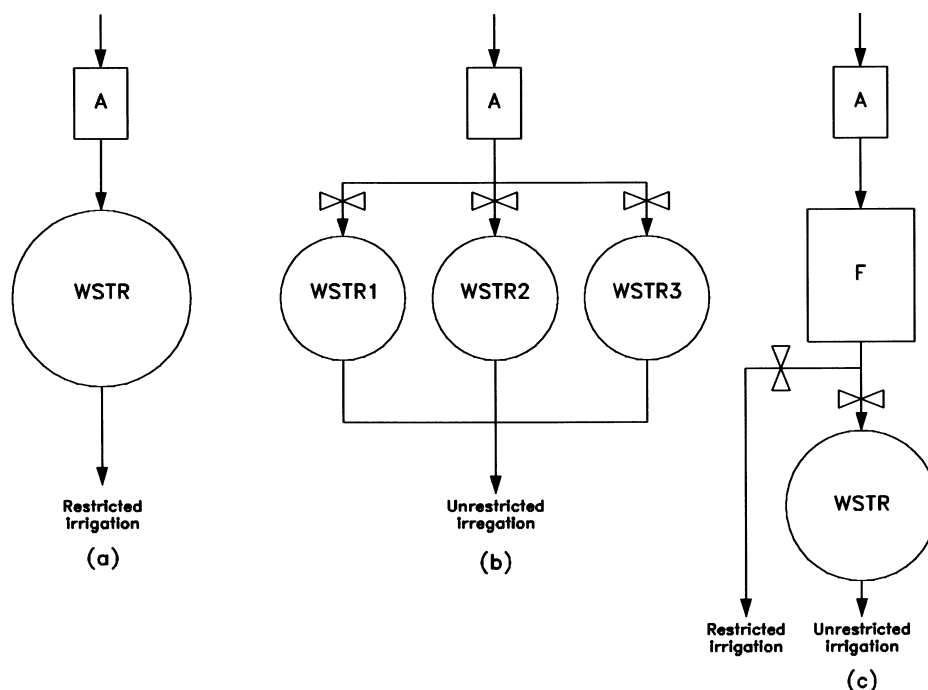 A
WSTR
Restricted
irrigation
(a)
A
WSTR1
WSTR2
WSTR3
Unrestricted
irregation
(b)
A
F
WSTR
Restricted
irrigation
Unrestricted
irrigation
(c)